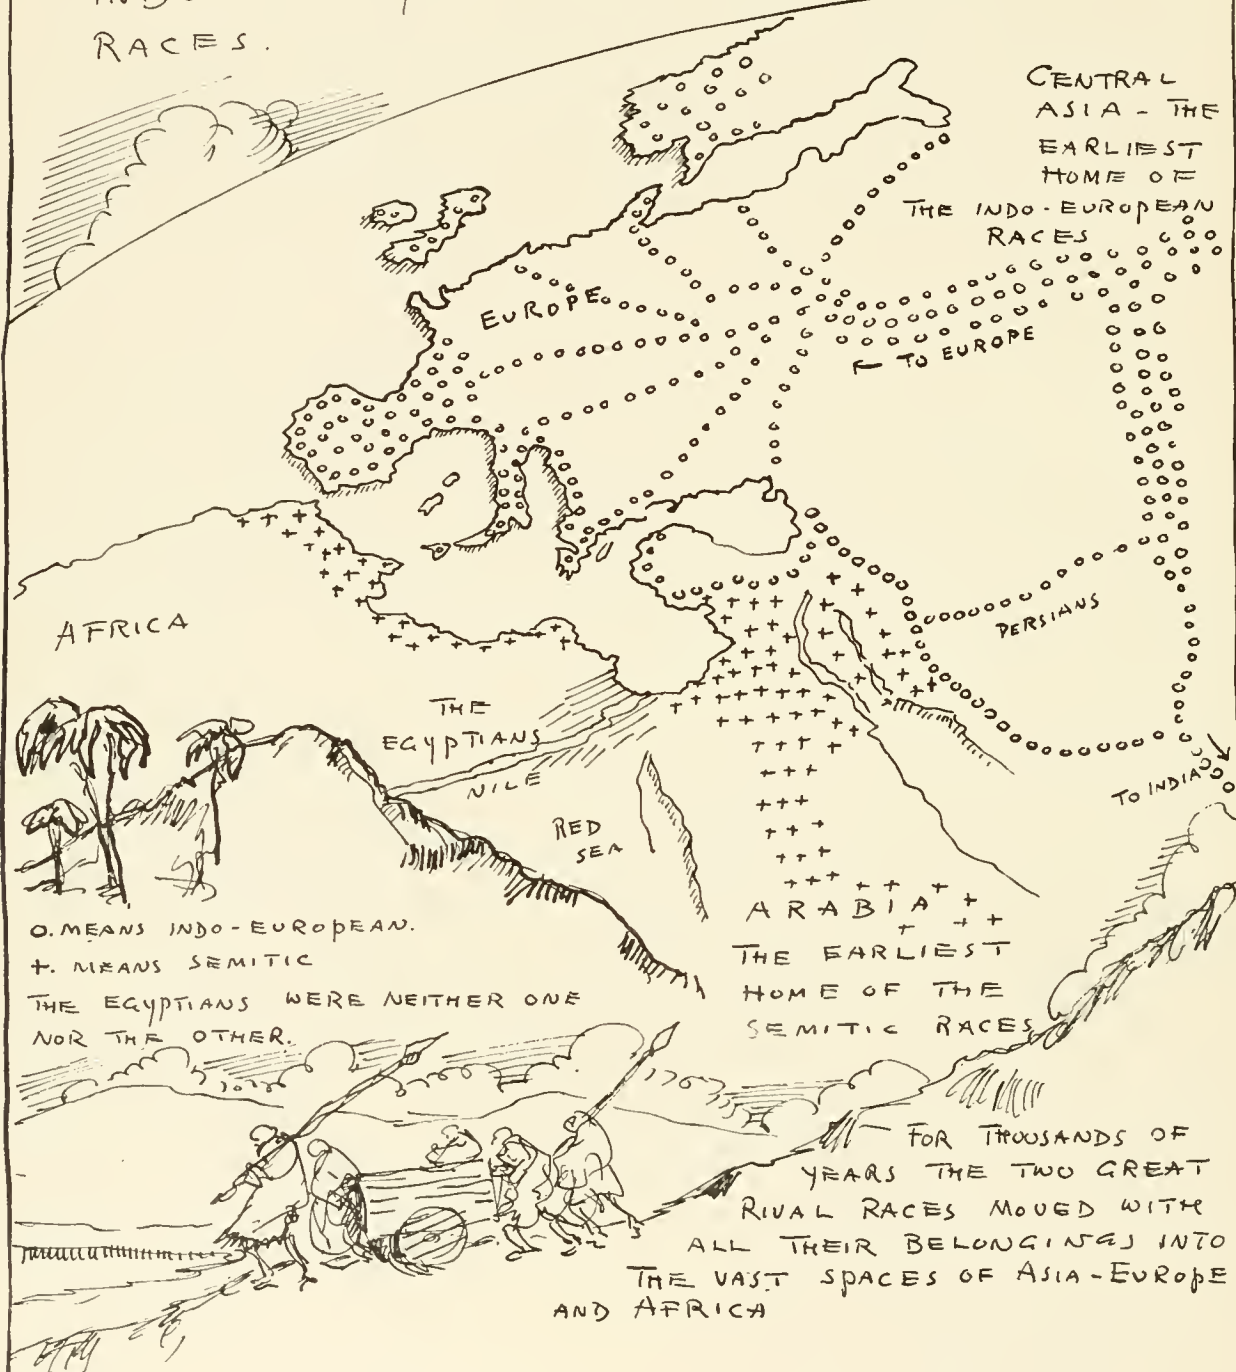 RACES.
CENTRAL
ASIA - THE
EARLIEST
HOME OF
THE INDO-EUROPEAN
RACES
EUROPE
← TO EUROPE
AFRICA
PERSIANS
THE
EGYPTIANS
NILE
TO INDIA
RED
SEA
O. MEANS INDO-EUROPEAN.
+. MEANS SEMITIC
THE EGYPTIANS WERE NEITHER ONE
NOR THE OTHER.
ARABIA
THE EARLIEST
HOME OF THE
SEMITIC RACES
FOR THOUSANDS OF
YEARS THE TWO GREAT
RIVAL RACES MOVED WITH
ALL THEIR BELONGINGS INTO
THE VAST SPACES OF ASIA-EUROPE
AND AFRICA